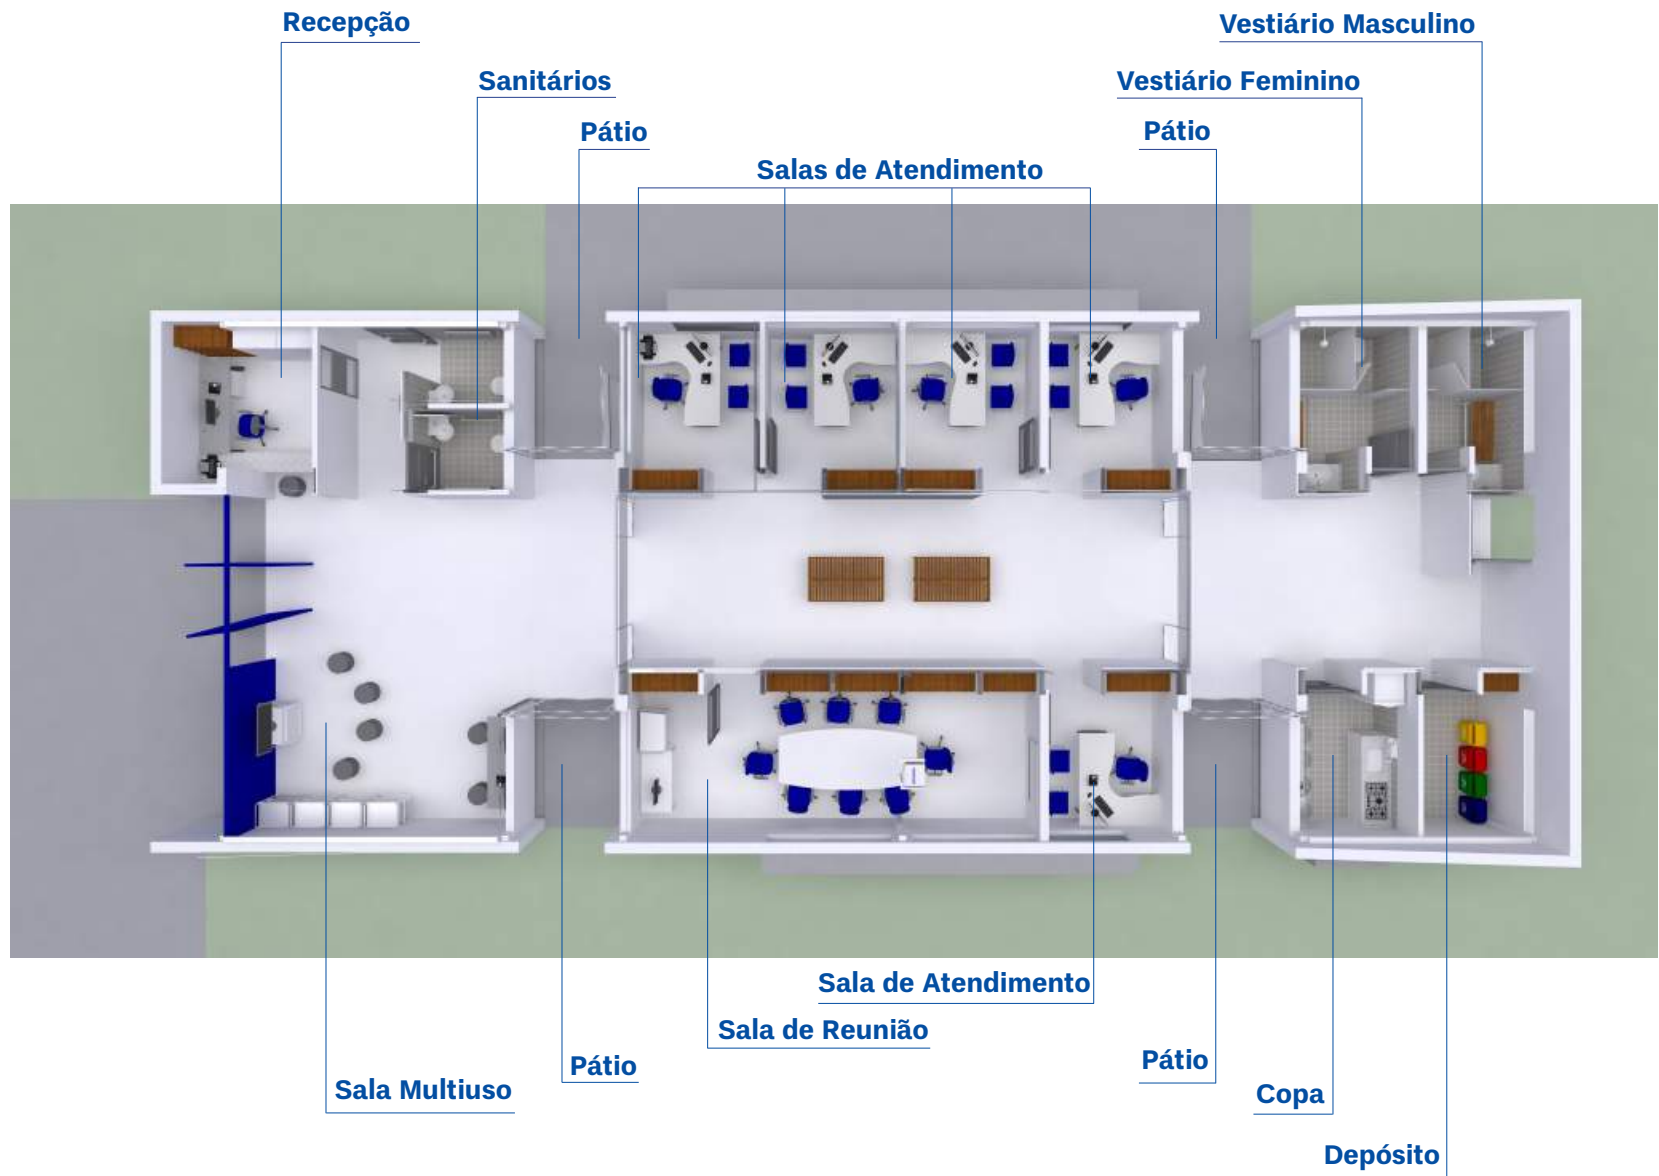 Recepção
Vestiário Masculino
Sanitários
Vestiário Feminino
Pátio
Pátio
Salas de Atendimento
Sala de Atendimento
Sala de Reunião
Pátio
Pátio
Sala Multiuso
Copa
Depósito